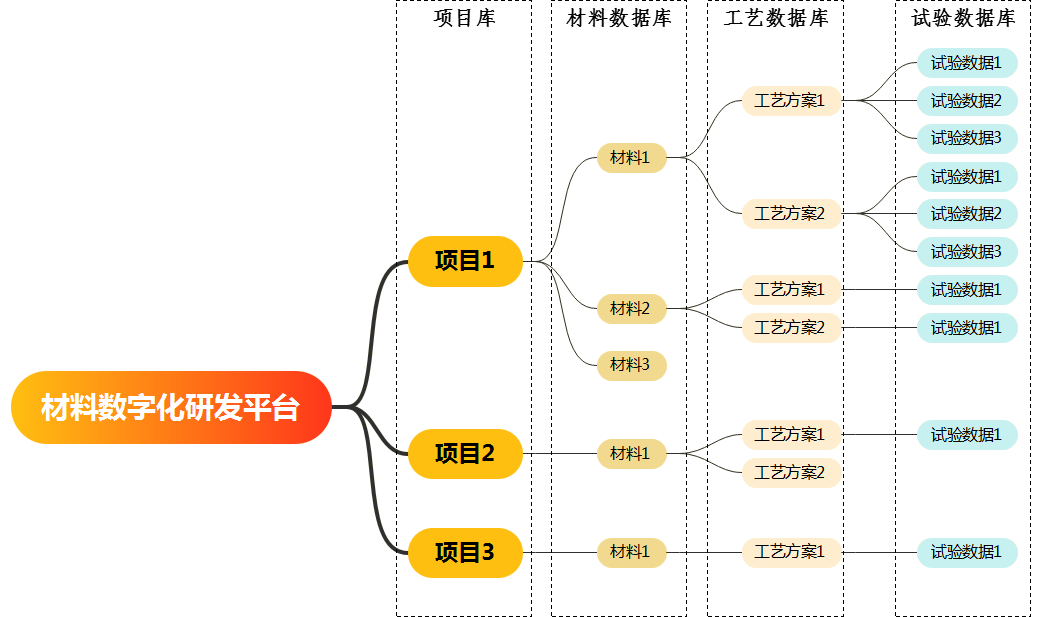 项目库
材料数据库
工艺数据库
试验数据库
材料数字化研发平台
项目1
材料1
工艺方案1
试验数据1
试验数据2
试验数据3
工艺方案2
试验数据1
试验数据2
试验数据3
材料2
工艺方案1
试验数据1
工艺方案2
试验数据1
材料3
项目2
材料1
工艺方案1
试验数据1
工艺方案2
项目3
材料1
工艺方案1
试验数据1